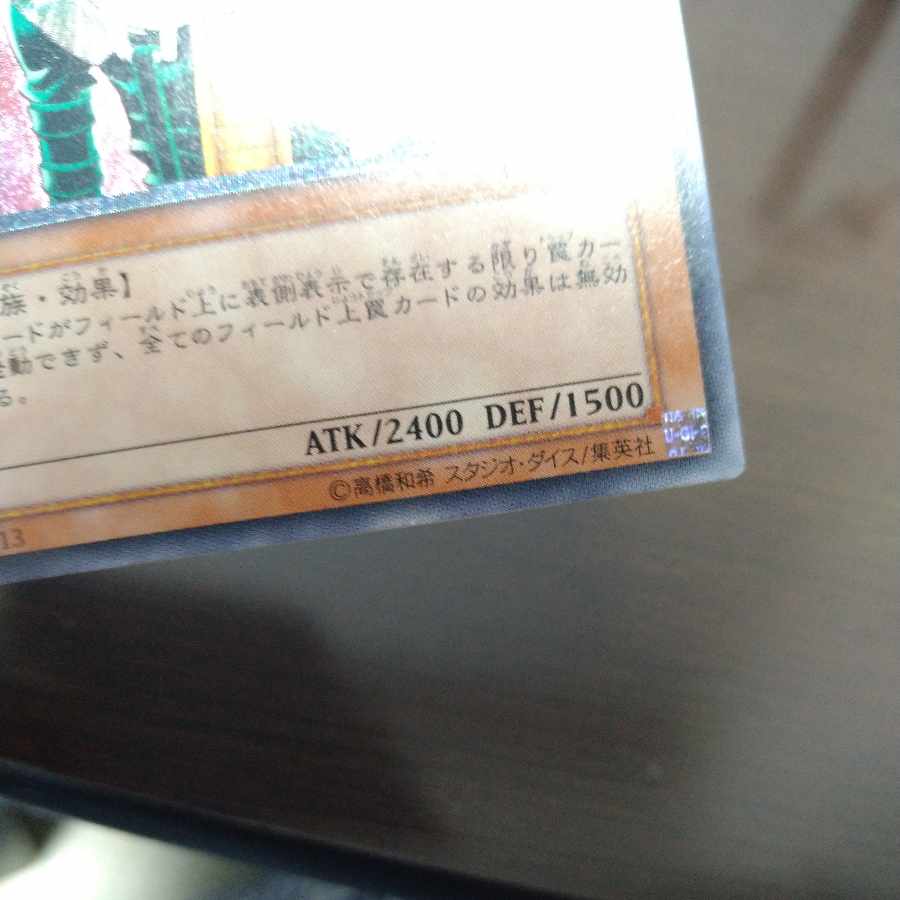 族・効果】
ードがフィールド上に表側表示で存在する限り罠カー
動できず、全てのフィールド上罠カードの効果は無効
る。
ATK/2400 DEF/1500
©高橋和希 スタジオ・ダイス/集英社
13